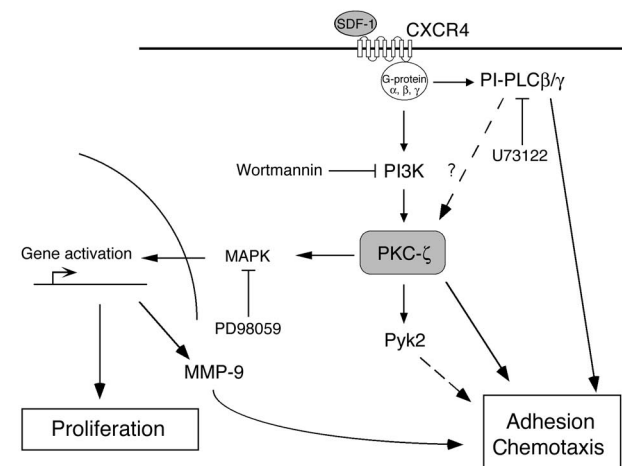 SDF-1
CXCR4
G-protein
α, β, γ
PI-PLCβ/γ
U73122
Wortmannin
PI3K
?
Gene activation
MAPK
PKC-ζ
PD98059
Pyk2
MMP-9
Proliferation
Adhesion
Chemotaxis